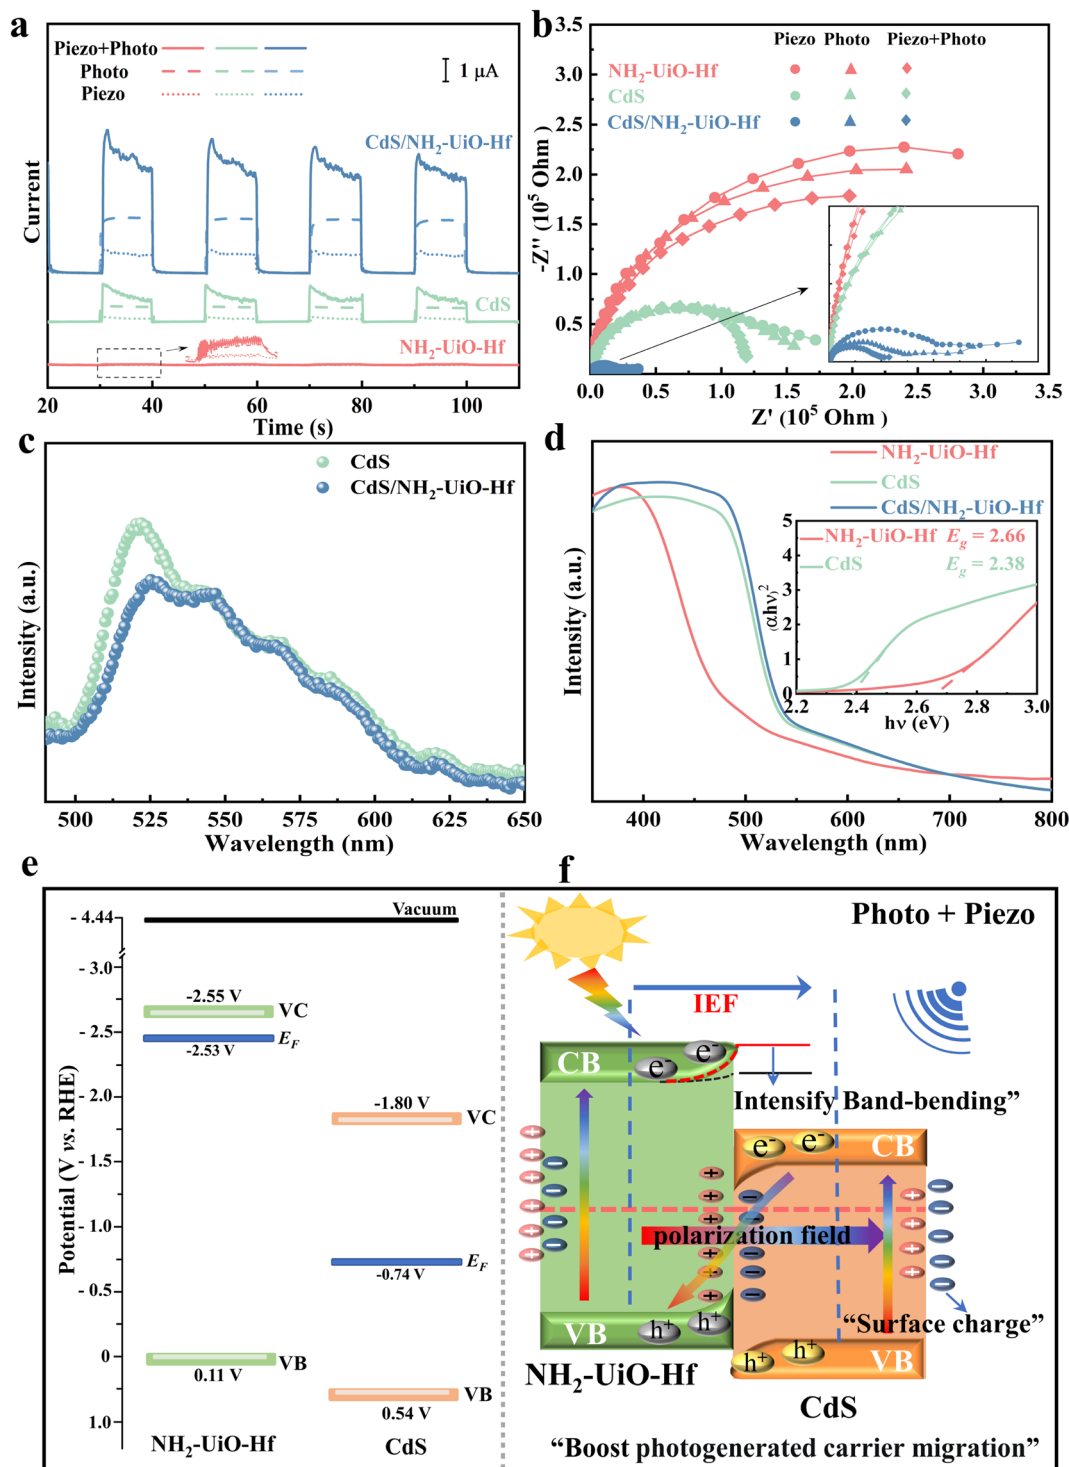 a
Piezo+Photo
Photo
Piezo
1 μA
CdS/NH2-UiO-Hf
CdS
NH2-UiO-Hf
Current
20 40 60 80 100
Time (s)
b
Piezo Photo Piezo+Photo
NH2-UiO-Hf
CdS
CdS/NH2-UiO-Hf
3.5
3.0
2.5
2.0
1.5
1.0
0.5
-Z'' (10^5 Ohm)
0.0 0.5 1.0 1.5 2.0 2.5 3.0 3.5
Z' (10^5 Ohm)
c
CdS
CdS/NH2-UiO-Hf
Intensity (a.u.)
500 525 550 575 600 625 650
Wavelength (nm)
d
NH2-UiO-Hf
CdS
CdS/NH2-UiO-Hf
NH2-UiO-Hf Eg = 2.66
CdS Eg = 2.38
5
4
3
2
1
0
(αhν)^2
2.2 2.4 2.6 2.8 3.0
hν (eV)
Intensity (a.u.)
400 500 600 700 800
Wavelength (nm)
e
Vacuum
- 4.44
- 3.0
- 2.5
- 2.0
- 1.5
- 1.0
- 0.5
0
1.0
Potential (V vs. RHE)
-2.55 V
VC
EF
-2.53 V
-1.80 V
VC
EF
-0.74 V
VB
0.11 V
VB
0.54 V
NH2-UiO-Hf
CdS
f
Photo + Piezo
IEF
CB
e-
e-
Intensify Band-bending”
e-
e-
CB
polarization field
“Surface charge”
VB
h+
h+
h+
h+
VB
NH2-UiO-Hf
CdS
“Boost photogenerated carrier migration”